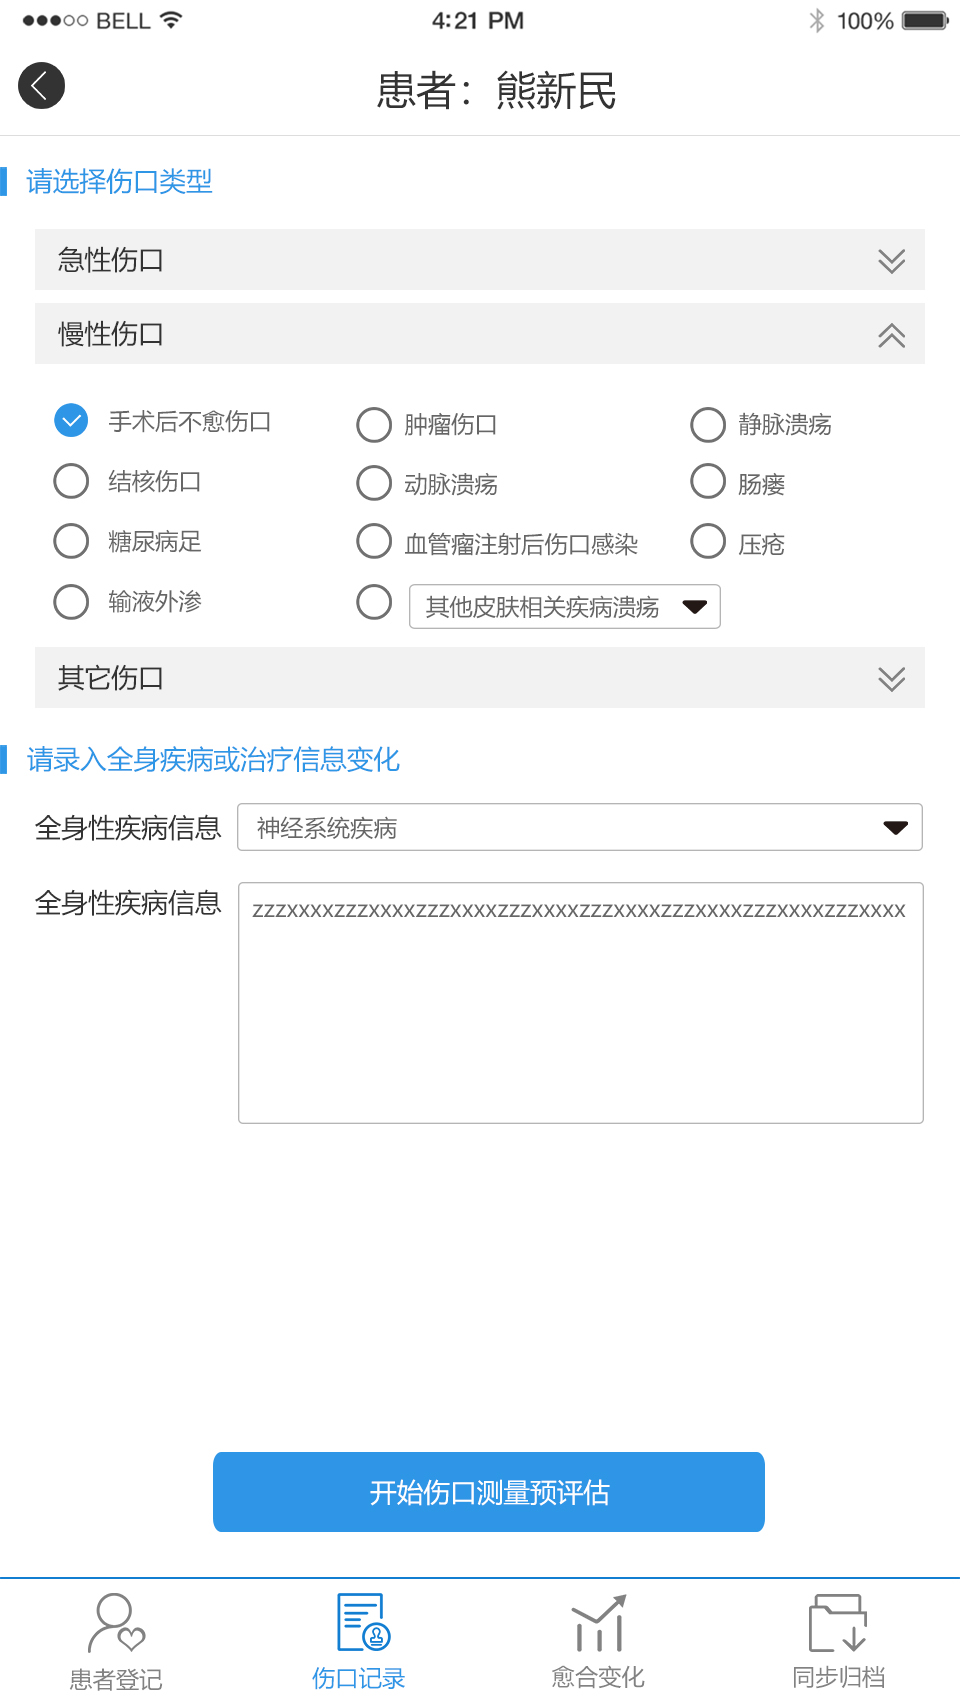 BELL 4:21 PM 100%
患者：熊新民
请选择伤口类型
急性伤口
慢性伤口
手术后不愈伤口 肿瘤伤口 静脉溃疡
结核伤口 动脉溃疡 肠瘘
糖尿病足 血管瘤注射后伤口感染 压疮
输液外渗 其他皮肤相关疾病溃疡
其它伤口
请录入全身疾病或治疗信息变化
全身性疾病信息 神经系统疾病
全身性疾病信息 zzzxxxxzzzxxxxzzzxxxxzzzxxxxzzzxxxxzzzxxxxzzzxxxxzzzxxxx
开始伤口测量预评估
患者登记 伤口记录 愈合变化 同步归档